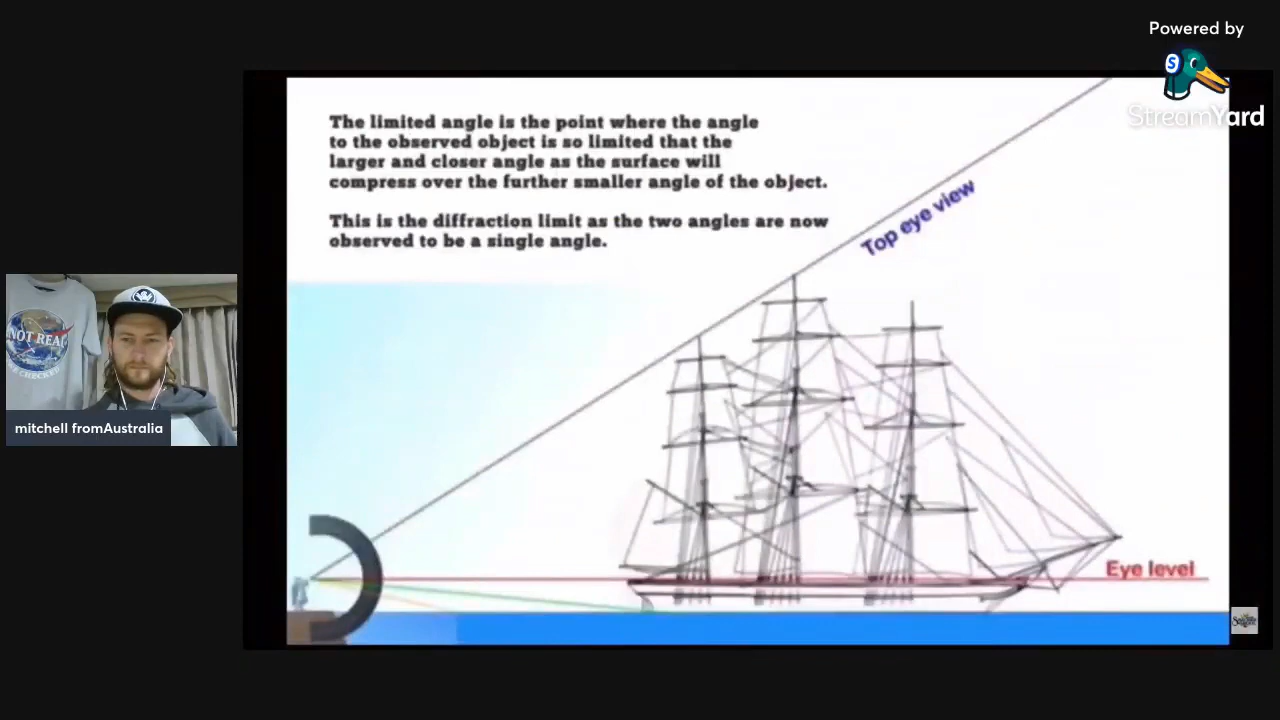 Powered by
S
StreamYard
The limited angle is the point where the angle
to the observed object is so limited that the
larger and closer angle as the surface will
compress over the further smaller angle of the object.
This is the diffraction limit as the two angles are now
observed to be a single angle.
Top eye view
NOT REA
CHECKED
mitchell fromAustralia
Eye level